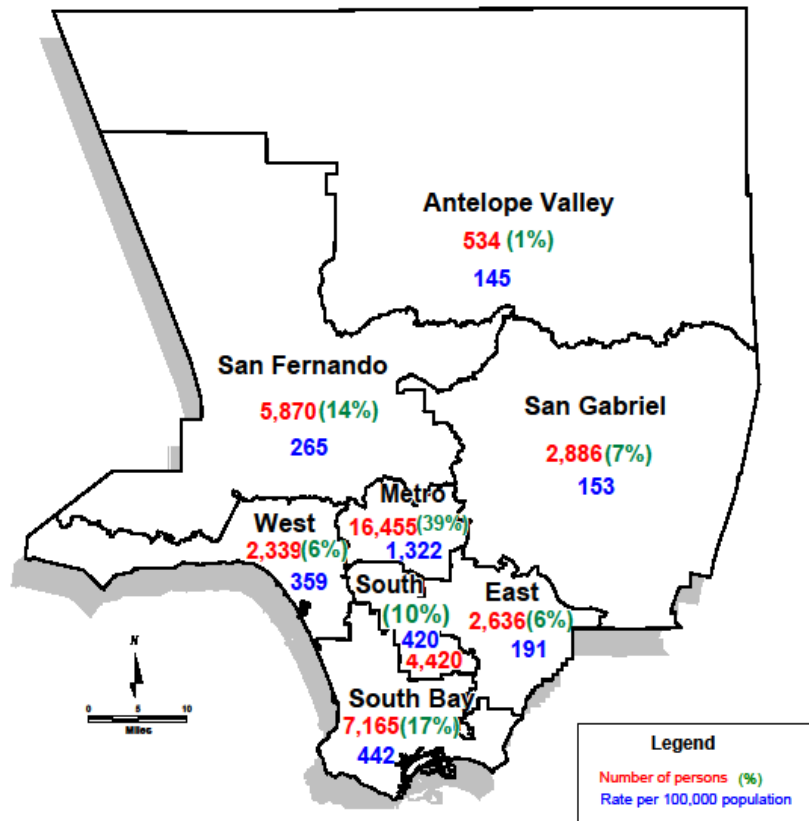 Antelope Valley
534 (1%)
145
San Fernando
5,870 (14%)
265
San Gabriel
2,886 (7%)
153
Metro
16,455 (39%)
1,322
West
2,339 (6%)
359
South
(10%)
420
4,420
East
2,636 (6%)
191
South Bay
7,165 (17%)
442
N
0 5 10
Miles
Legend
Number of persons (%)
Rate per 100,000 population